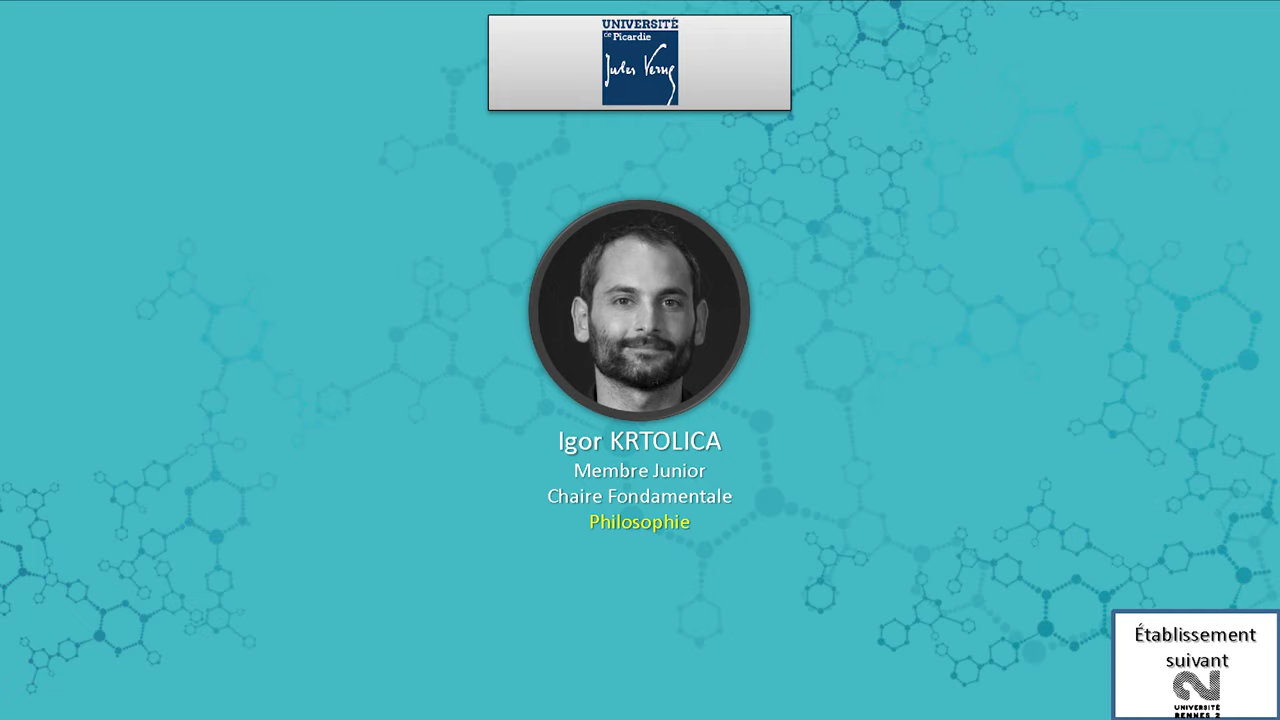 UNIVERSITÉ
de Picardie
Jules Verne
Igor KRTOLICA
Membre Junior
Chaire Fondamentale
Philosophie
Établissement
suivant
UNIVERSITÉ
RENNES 2